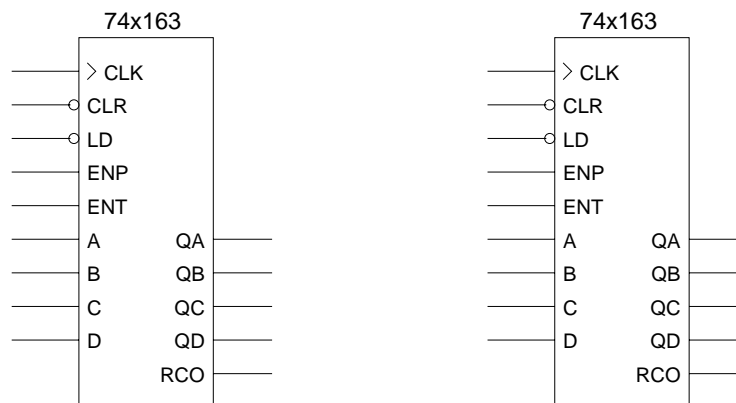 74x163
CLK
CLR
LD
ENP
ENT
A QA
B QB
C QC
D QD
RCO
74x163
CLK
CLR
LD
ENP
ENT
A QA
B QB
C QC
D QD
RCO